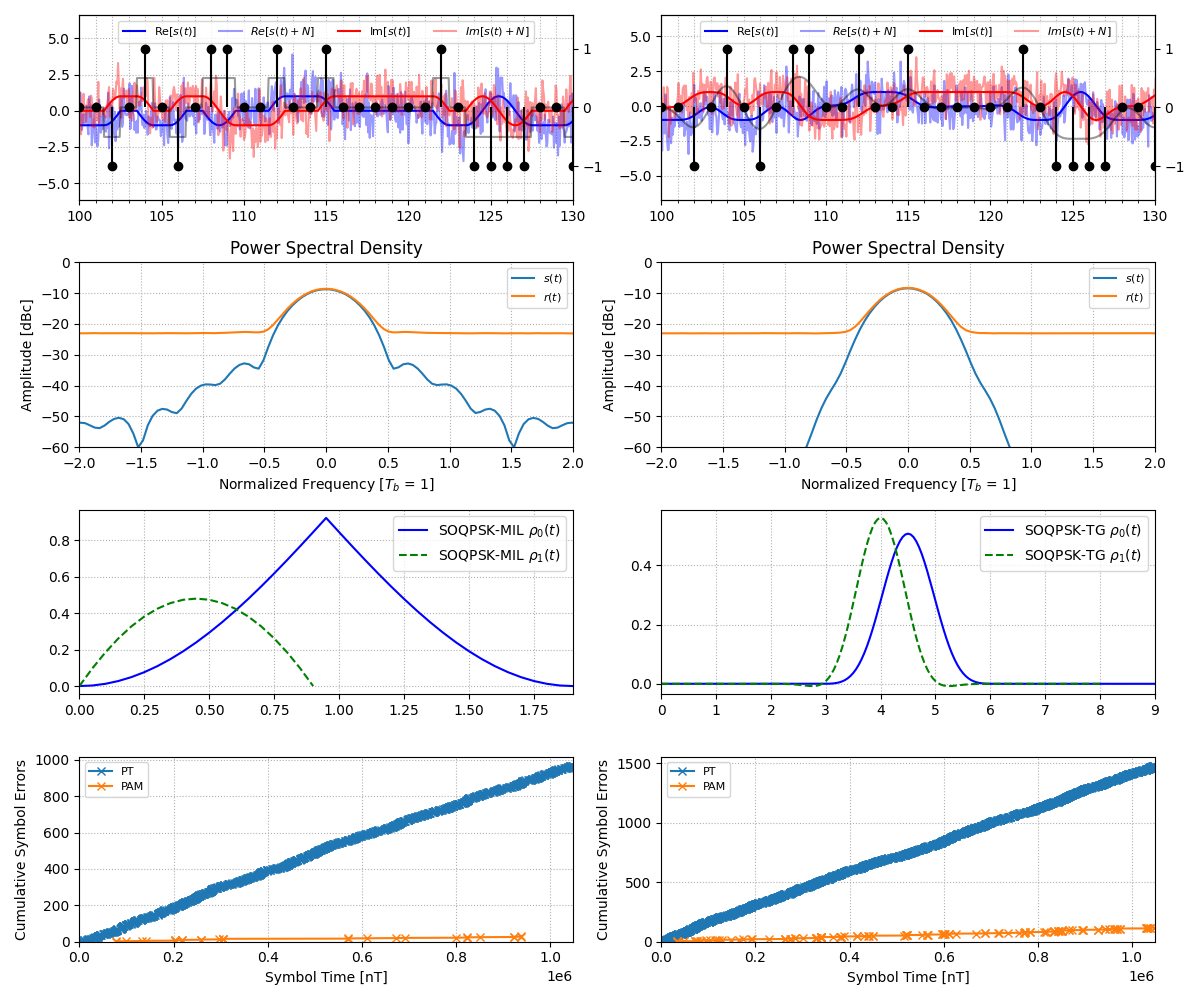 Re[s(t)] Re[s(t) + N] Im[s(t)] Im[s(t) + N]
5.0
2.5
0.0
−2.5
−5.0
1
0
−1
100 105 110 115 120 125 130
Re[s(t)] Re[s(t) + N] Im[s(t)] Im[s(t) + N]
5.0
2.5
0.0
−2.5
−5.0
1
0
−1
100 105 110 115 120 125 130
Power Spectral Density
s(t)
r(t)
Amplitude [dBc]
0
−10
−20
−30
−40
−50
−60
−2.0 −1.5 −1.0 −0.5 0.0 0.5 1.0 1.5 2.0
Normalized Frequency [T_b = 1]
Power Spectral Density
s(t)
r(t)
Amplitude [dBc]
0
−10
−20
−30
−40
−50
−60
−2.0 −1.5 −1.0 −0.5 0.0 0.5 1.0 1.5 2.0
Normalized Frequency [T_b = 1]
SOQPSK-MIL ρ₀(t)
SOQPSK-MIL ρ₁(t)
0.8
0.6
0.4
0.2
0.0
0.00 0.25 0.50 0.75 1.00 1.25 1.50 1.75
SOQPSK-TG ρ₀(t)
SOQPSK-TG ρ₁(t)
0.4
0.2
0.0
0 1 2 3 4 5 6 7 8 9
PT
PAM
Cumulative Symbol Errors
1000
800
600
400
200
0
0.0 0.2 0.4 0.6 0.8 1.0
1e6
Symbol Time [nT]
PT
PAM
Cumulative Symbol Errors
1500
1000
500
0
0.0 0.2 0.4 0.6 0.8 1.0
1e6
Symbol Time [nT]